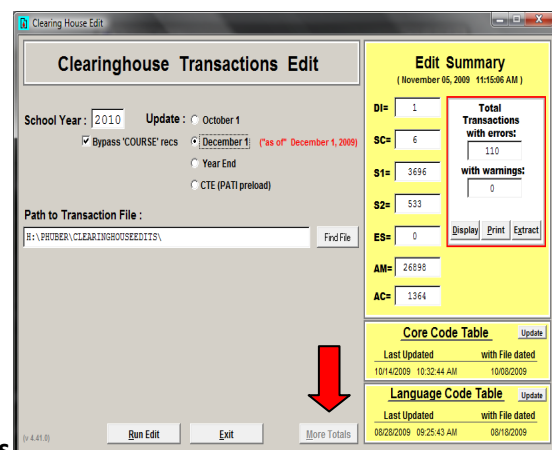 Clearing House Edit
Clearinghouse Transactions Edit
School Year : 2010 Update : October 1
Bypass 'COURSE' recs December 1 ("as of" December 1, 2009)
Year End
CTE (PATI preload)
Path to Transaction File :
H:\PHUBER\CLEARINGHOUSEEDITS\ Find File
(v 4.41.0) Run Edit Exit More Totals
Edit Summary
( November 05, 2009 11:15:06 AM )
DI= 1
SC= 6
S1= 3696
S2= 533
ES= 0
AM= 26898
AC= 1364
Total
Transactions
with errors:
110
with warnings:
0
Display Print Extract
Core Code Table Update
Last Updated with File dated
10/14/2009 10:32:44 AM 10/08/2009
Language Code Table Update
Last Updated with File dated
08/28/2009 09:25:43 AM 08/18/2009
s